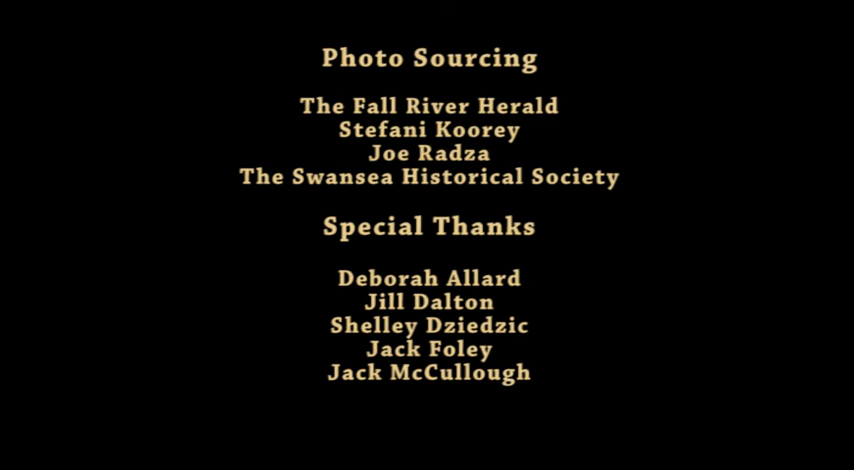 Photo Sourcing
The Fall River Herald
Stefani Koorey
Joe Radza
The Swansea Historical Society
Special Thanks
Deborah Allard
Jill Dalton
Shelley Dziedzic
Jack Foley
Jack McCullough